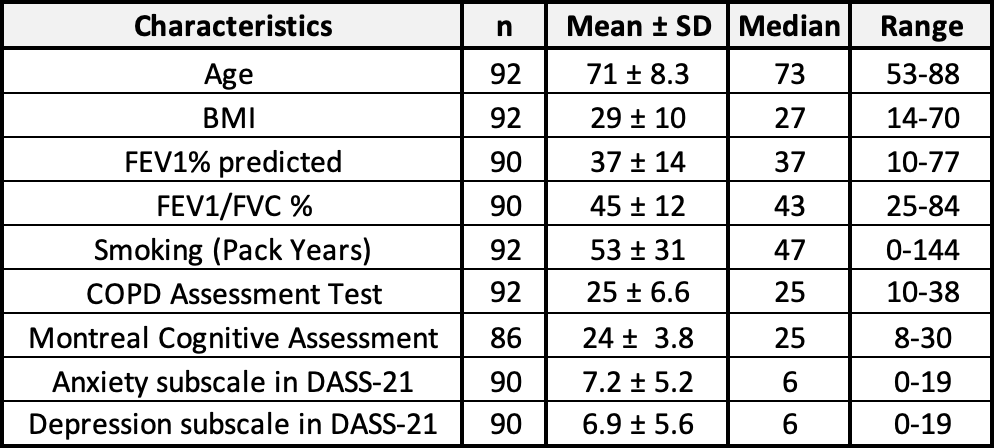 Characteristics n Mean ± SD Median Range
Age 92 71 ± 8.3 73 53-88
BMI 92 29 ± 10 27 14-70
FEV1% predicted 90 37 ± 14 37 10-77
FEV1/FVC % 90 45 ± 12 43 25-84
Smoking (Pack Years) 92 53 ± 31 47 0-144
COPD Assessment Test 92 25 ± 6.6 25 10-38
Montreal Cognitive Assessment 86 24 ± 3.8 25 8-30
Anxiety subscale in DASS-21 90 7.2 ± 5.2 6 0-19
Depression subscale in DASS-21 90 6.9 ± 5.6 6 0-19